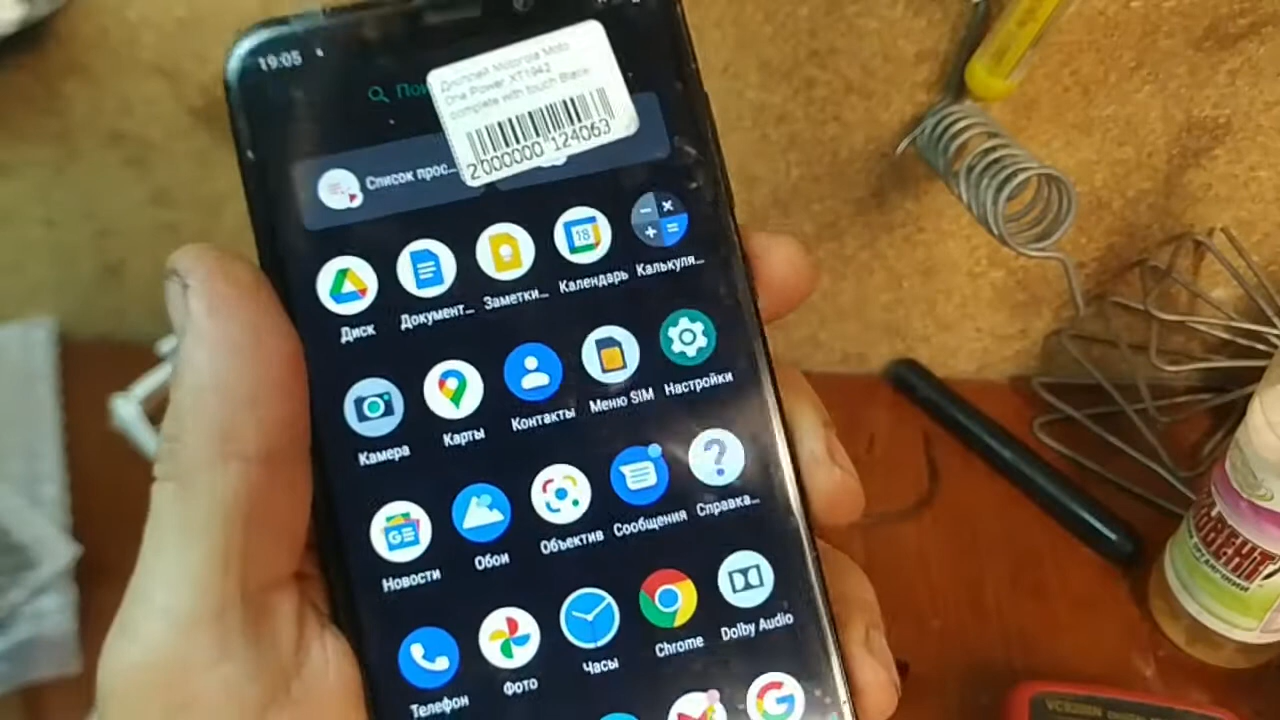 19:05
Дисплей Motorola Moto
One Power XT1942
complete with touch Black
2000000 124063
Список прос...
Диск
Документ...
Заметки...
18
Календарь
Калькуля...
Камера
Карты
Контакты
Меню SIM
Настройки
Новости
Обои
Объектив
Сообщения
Справка...
Телефон
Фото
Часы
Chrome
Dolby Audio